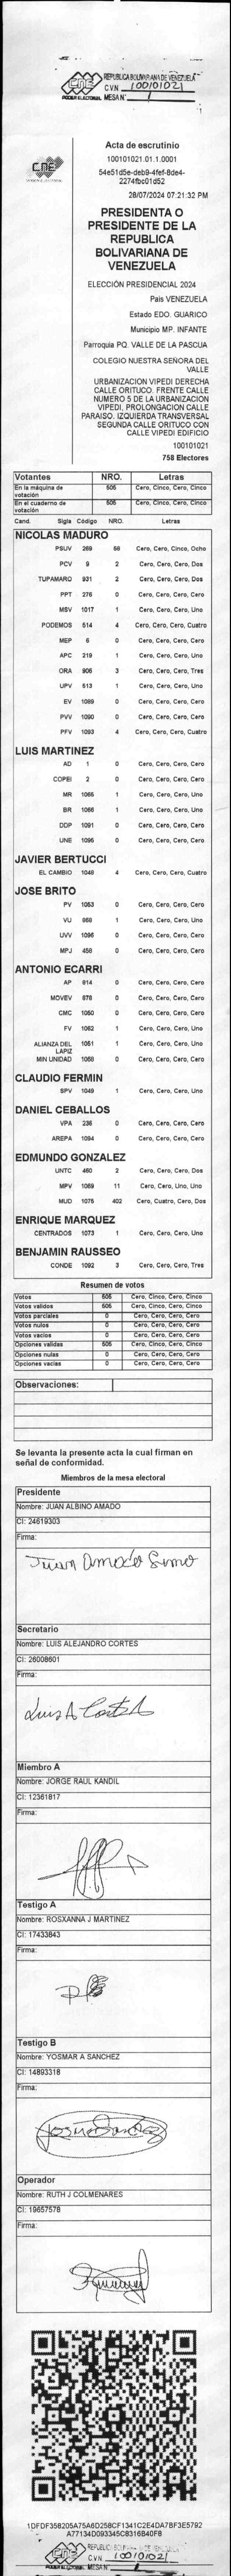 REPUBLICA BOLIVARIANA DE VENEZUELA
C.V.N. 100101021
PODER ELECTORAL MESA N° 1
CNE
Acta de escrutinio
100101021.01.1.0001
54e51d5e-deb9-4fef-8de4-
2274fbc01d52
28/07/2024 07:21:32 PM
PRESIDENTA O
PRESIDENTE DE LA
REPUBLICA
BOLIVARIANA DE
VENEZUELA
ELECCIÓN PRESIDENCIAL 2024
Pais VENEZUELA
Estado EDO. GUARICO
Municipio MP. INFANTE
Parroquia PQ. VALLE DE LA PASCUA
COLEGIO NUESTRA SEÑORA DEL
VALLE
URBANIZACION VIPEDI DERECHA
CALLE ORITUCO. FRENTE CALLE
NUMERO 5 DE LA URBANIZACION
VIPEDI, PROLONGACION CALLE
PARAISO. IZQUIERDA TRANSVERSAL
SEGUNDA CALLE ORITUCO CON
CALLE VIPEDI EDIFICIO
100101021
758 Electores
Votantes NRO. Letras
En la máquina de votación 505 Cero, Cinco, Cero, Cinco
En el cuaderno de votación 505 Cero, Cinco, Cero, Cinco
Cand. Sigla Código NRO. Letras
NICOLAS MADURO
PSUV 269 58 Cero, Cero, Cinco, Ocho
PCV 9 2 Cero, Cero, Cero, Dos
TUPAMARO 931 2 Cero, Cero, Cero, Dos
PPT 276 0 Cero, Cero, Cero, Cero
MSV 1017 1 Cero, Cero, Cero, Uno
PODEMOS 514 4 Cero, Cero, Cero, Cuatro
MEP 6 0 Cero, Cero, Cero, Cero
APC 219 1 Cero, Cero, Cero, Uno
ORA 906 3 Cero, Cero, Cero, Tres
UPV 513 1 Cero, Cero, Cero, Uno
EV 1089 0 Cero, Cero, Cero, Cero
PVV 1090 0 Cero, Cero, Cero, Cero
PFV 1093 4 Cero, Cero, Cero, Cuatro
LUIS MARTINEZ
AD 1 0 Cero, Cero, Cero, Cero
COPEI 2 0 Cero, Cero, Cero, Cero
MR 1065 1 Cero, Cero, Cero, Uno
BR 1066 1 Cero, Cero, Cero, Uno
DDP 1091 0 Cero, Cero, Cero, Cero
UNE 1095 0 Cero, Cero, Cero, Cero
JAVIER BERTUCCI
EL CAMBIO 1048 4 Cero, Cero, Cero, Cuatro
JOSE BRITO
PV 1053 0 Cero, Cero, Cero, Cero
VU 868 1 Cero, Cero, Cero, Uno
UVV 1096 0 Cero, Cero, Cero, Cero
MPJ 458 0 Cero, Cero, Cero, Cero
ANTONIO ECARRI
AP 814 0 Cero, Cero, Cero, Cero
MOVEV 878 0 Cero, Cero, Cero, Cero
CMC 1050 0 Cero, Cero, Cero, Cero
FV 1062 1 Cero, Cero, Cero, Uno
ALIANZA DEL LAPIZ 1051 1 Cero, Cero, Cero, Uno
MIN UNIDAD 1058 0 Cero, Cero, Cero, Cero
CLAUDIO FERMIN
SPV 1049 1 Cero, Cero, Cero, Uno
DANIEL CEBALLOS
VPA 236 0 Cero, Cero, Cero, Cero
AREPA 1094 0 Cero, Cero, Cero, Cero
EDMUNDO GONZALEZ
UNTC 460 2 Cero, Cero, Cero, Dos
MPV 1069 11 Cero, Cero, Uno, Uno
MUD 1075 402 Cero, Cuatro, Cero, Dos
ENRIQUE MARQUEZ
CENTRADOS 1073 1 Cero, Cero, Cero, Uno
BENJAMIN RAUSSEO
CONDE 1092 3 Cero, Cero, Cero, Tres
Resumen de votos
Votos 505 Cero, Cinco, Cero, Cinco
Votos validos 505 Cero, Cinco, Cero, Cinco
Votos parciales 0 Cero, Cero, Cero, Cero
Votos nulos 0 Cero, Cero, Cero, Cero
Votos vacios 0 Cero, Cero, Cero, Cero
Opciones validas 505 Cero, Cinco, Cero, Cinco
Opciones nulas 0 Cero, Cero, Cero, Cero
Opciones vacias 0 Cero, Cero, Cero, Cero
Observaciones:
Se levanta la presente acta la cual firman en
señal de conformidad.
Miembros de la mesa electoral
Presidente
Nombre: JUAN ALBINO AMADO
CI: 24619303
Firma:
Juan Amado
Secretario
Nombre: LUIS ALEJANDRO CORTES
CI: 26008601
Firma:
Luis A Cortes
Miembro A
Nombre: JORGE RAUL KANDIL
CI: 12361817
Firma:
Testigo A
Nombre: ROSXANNA J MARTINEZ
CI: 17433843
Firma:
Testigo B
Nombre: YOSMAR A SANCHEZ
CI: 14893318
Firma:
Operador
Nombre: RUTH J COLMENARES
CI: 19657578
Firma:
1DFDF358205A75A6D258CF1341C2E4DA7BF3E5792
A77134D093345C8316B40F8
C.V.N. 100101021
PODER ELECTORAL MESA N°